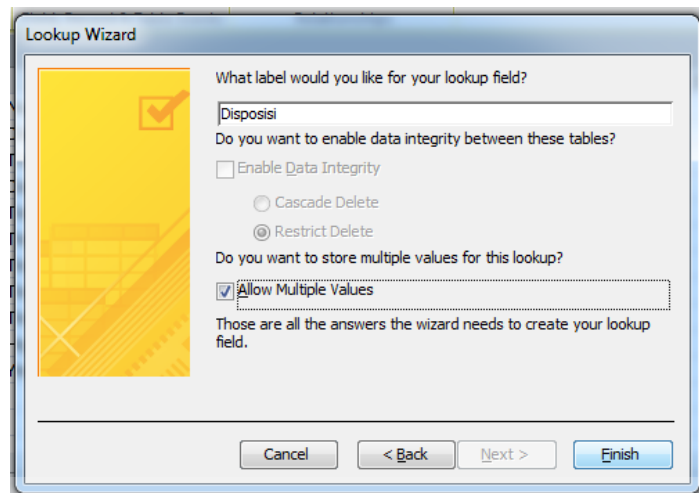 Lookup Wizard
What label would you like for your lookup field?
Disposisi
Do you want to enable data integrity between these tables?
Enable Data Integrity
Cascade Delete
Restrict Delete
Do you want to store multiple values for this lookup?
Allow Multiple Values
Those are all the answers the wizard needs to create your lookup
field.
Cancel
< Back
Next >
Finish